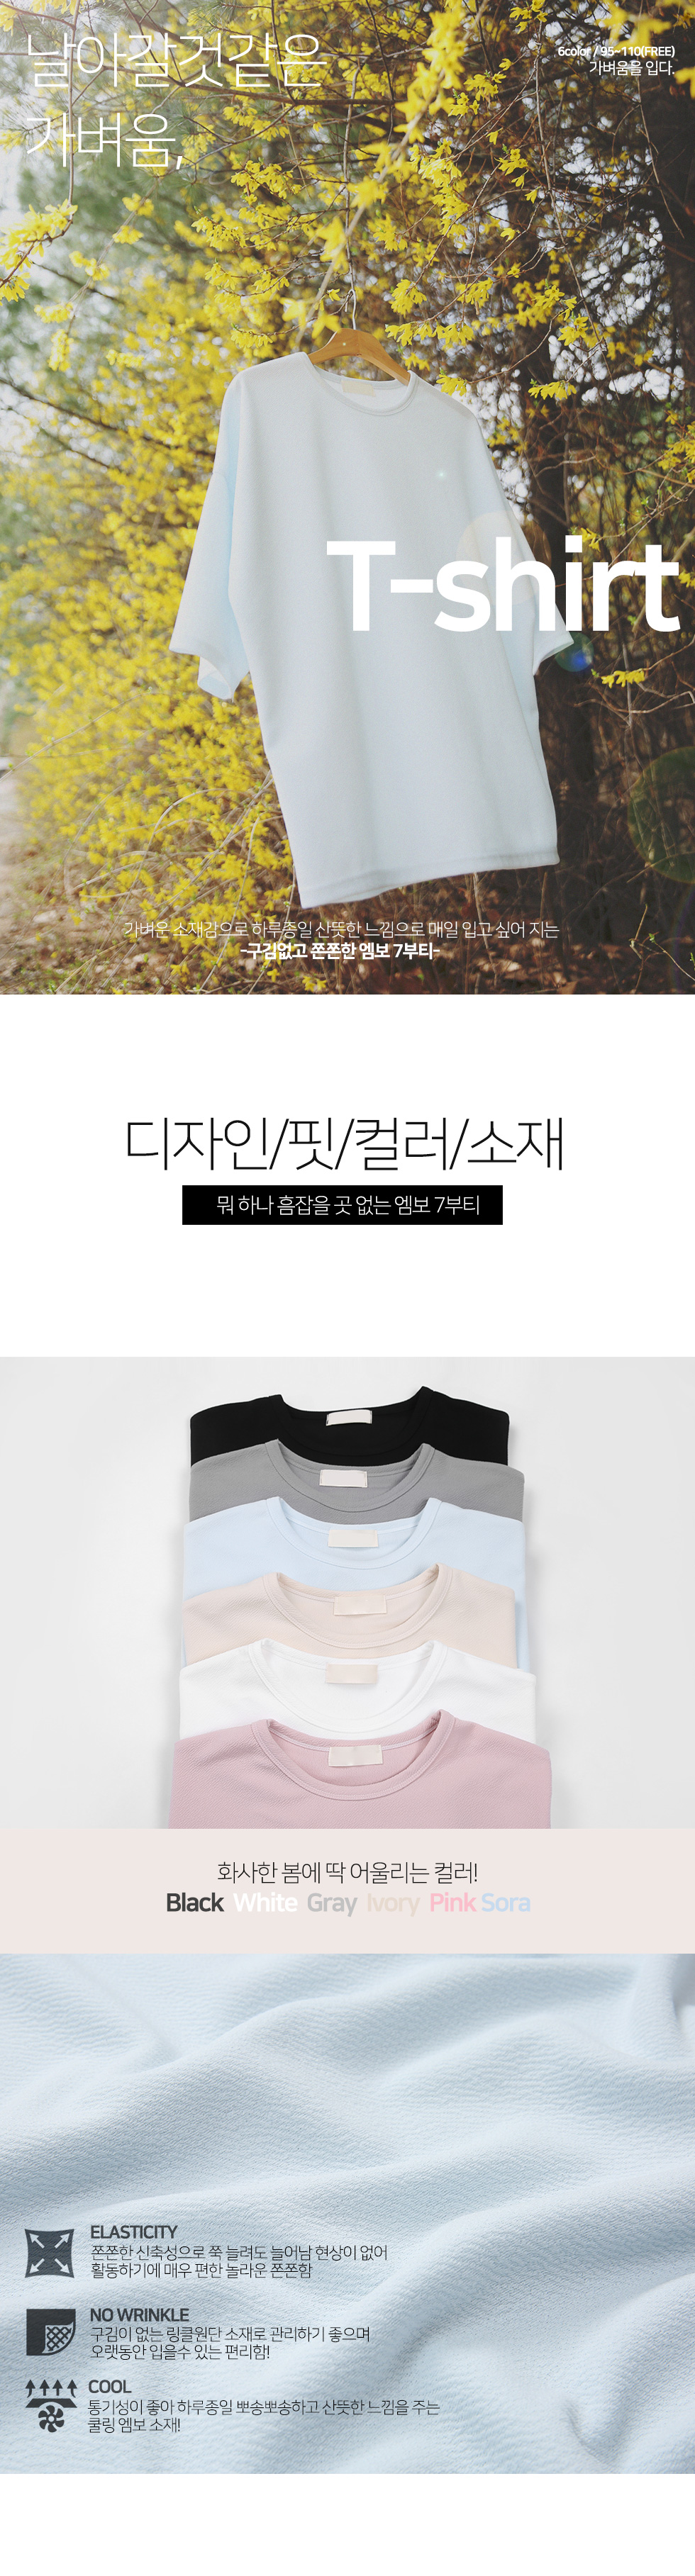 날아갈것같은
가벼움,
6color / 95~110(FREE)
가벼움을 입다.
T-shirt
가벼운 소재감으로 하루종일 산뜻한 느낌으로 매일 입고 싶어 지는
-구김없고 쫀쫀한 엠보 7부티-
디자인/핏/컬러/소재
뭐 하나 흠잡을 곳 없는 엠보 7부티
화사한 봄에 딱 어울리는 컬러!
Black White Gray Ivory Pink Sora
ELASTICITY
쫀쫀한 신축성으로 쭉 늘려도 늘어남 현상이 없어
활동하기에 매우 편한 놀라운 쫀쫀함
NO WRINKLE
구김이 없는 링클원단 소재로 관리하기 좋으며
오랫동안 입을수 있는 편리함!
COOL
통기성이 좋아 하루종일 뽀송뽀송하고 산뜻한 느낌을 주는
쿨링 엠보 소재!